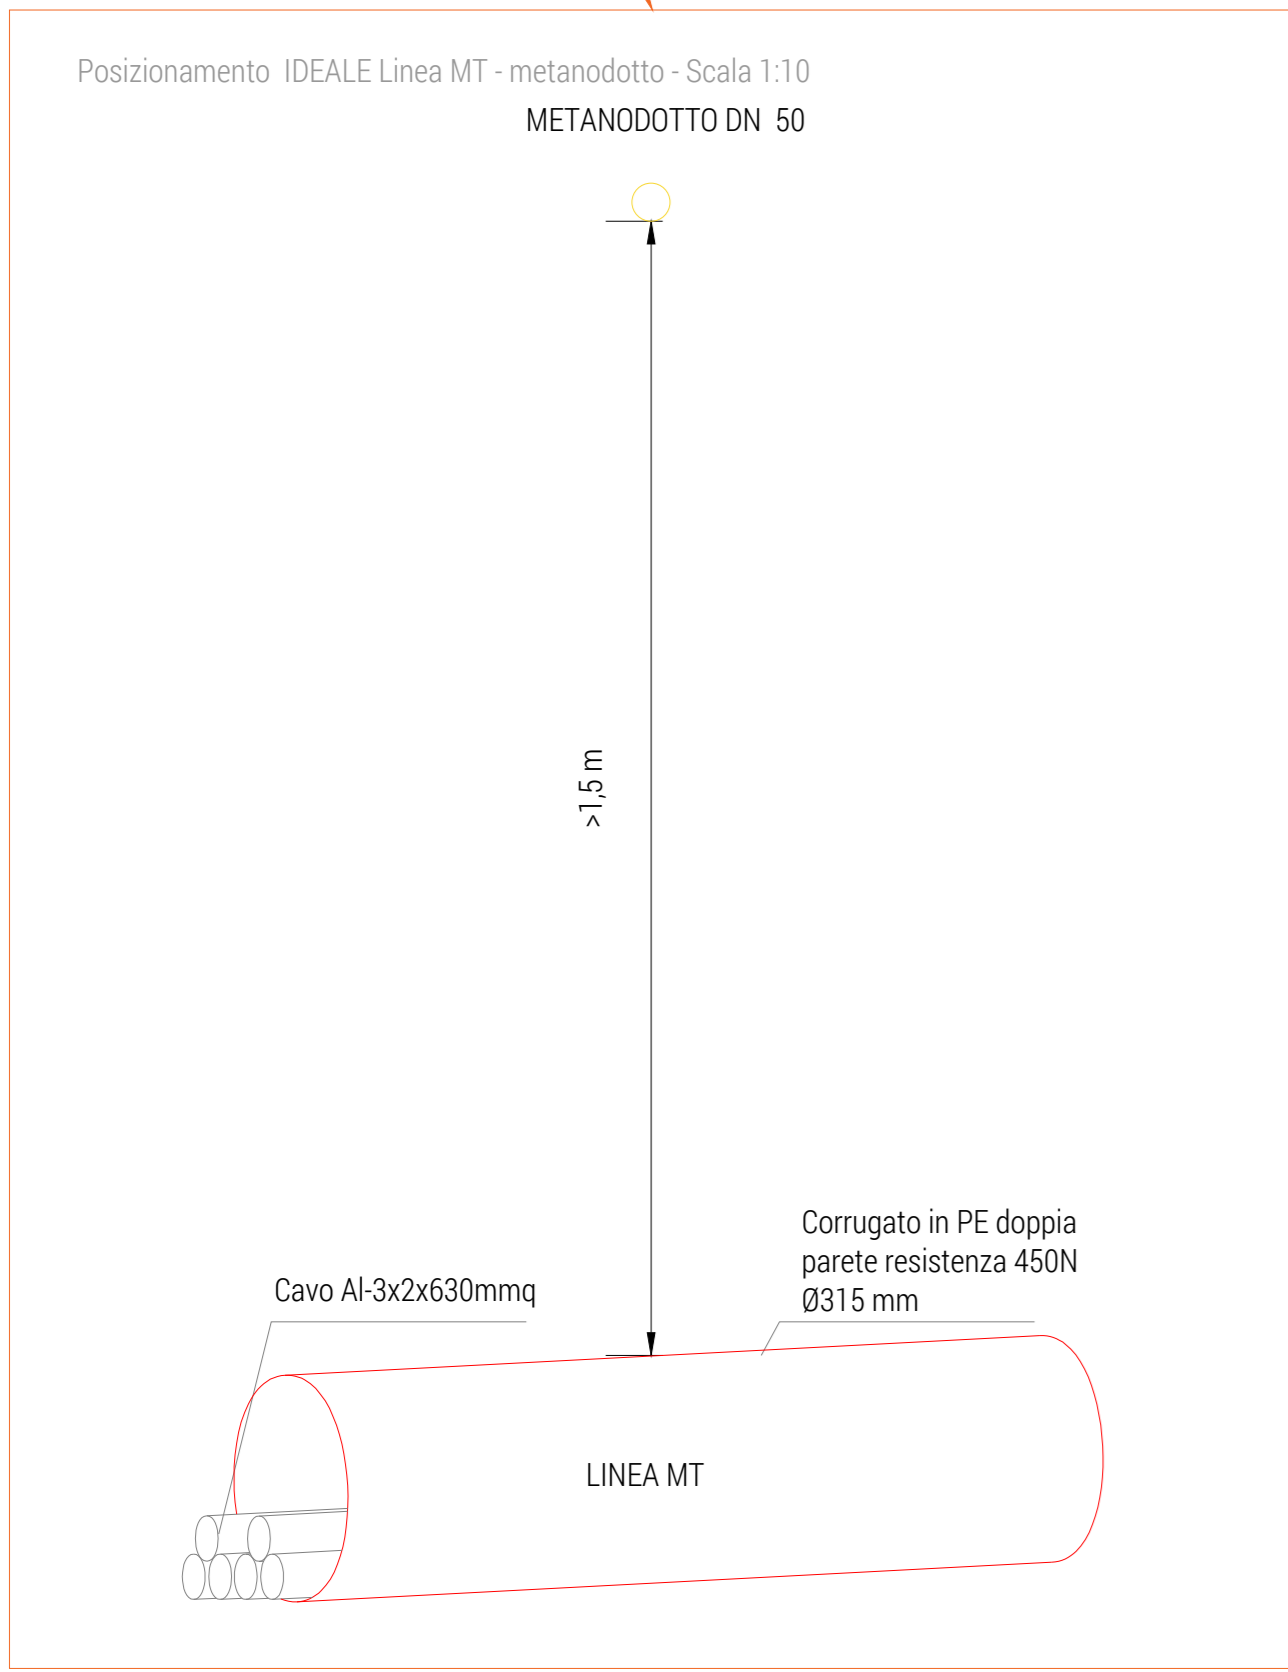 Posizionamento  IDEALE Linea MT - metanodotto - Scala 1:10
METANODOTTO DN  50
>1,5 m
Corrugato in PE doppia
parete resistenza 450N
Ø315 mm
Cavo Al-3x2x630mmq
LINEA MT